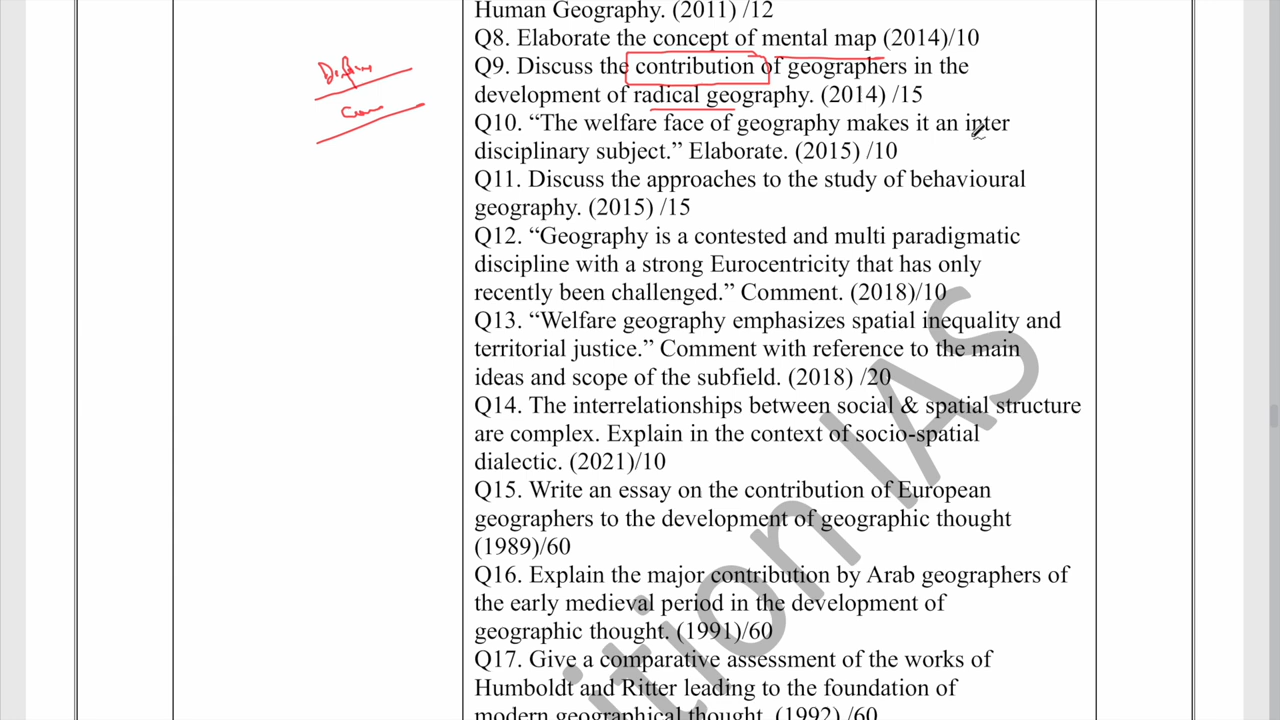 Human Geography. (2011) /12
Q8. Elaborate the concept of mental map (2014)/10
Q9. Discuss the contribution of geographers in the
development of radical geography. (2014) /15
Q10. “The welfare face of geography makes it an inter
disciplinary subject.” Elaborate. (2015) /10
Q11. Discuss the approaches to the study of behavioural
geography. (2015) /15
Q12. “Geography is a contested and multi paradigmatic
discipline with a strong Eurocentricity that has only
recently been challenged.” Comment. (2018)/10
Q13. “Welfare geography emphasizes spatial inequality and
territorial justice.” Comment with reference to the main
ideas and scope of the subfield. (2018) /20
Q14. The interrelationships between social & spatial structure
are complex. Explain in the context of socio-spatial
dialectic. (2021)/10
Q15. Write an essay on the contribution of European
geographers to the development of geographic thought
(1989)/60
Q16. Explain the major contribution by Arab geographers of
the early medieval period in the development of
geographic thought. (1991)/60
Q17. Give a comparative assessment of the works of
Humboldt and Ritter leading to the foundation of
modern geographical thought. (1992) /60
ition IAS